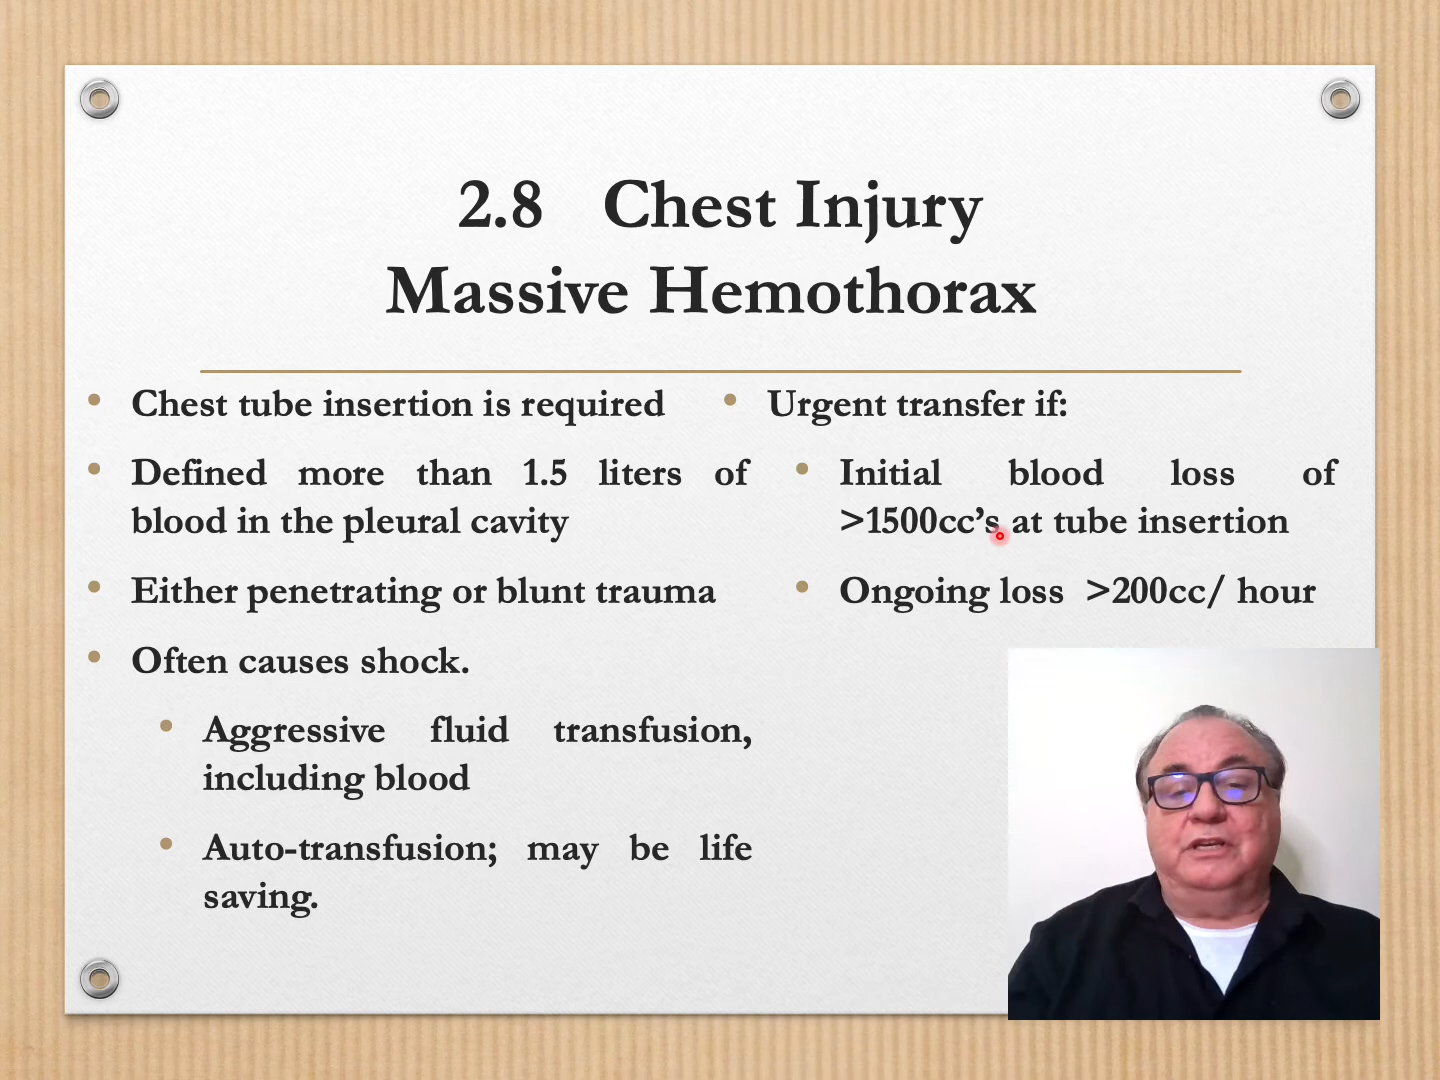 2.8 Chest Injury
Massive Hemothorax
Chest tube insertion is required
Defined more than 1.5 liters of
blood in the pleural cavity
Either penetrating or blunt trauma
Often causes shock.
Aggressive fluid transfusion,
including blood
Auto-transfusion; may be life
saving.
Urgent transfer if:
Initial blood loss of
>1500cc’s at tube insertion
Ongoing loss >200cc/ hour